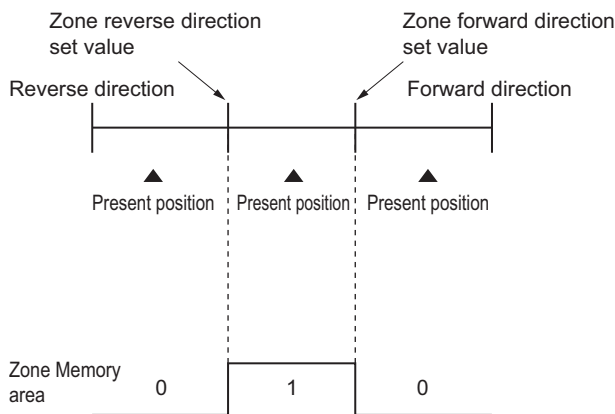 Zone reverse direction
set value
Zone forward direction
set value
Reverse direction
Forward direction
Present position
Present position
Present position
Zone Memory
area
0
1
0